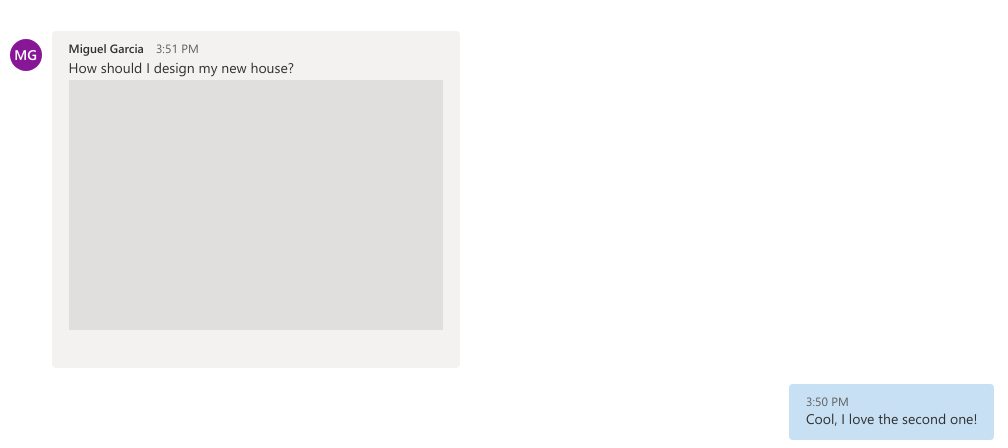 MG
Miguel Garcia 3:51 PM
How should I design my new house?
3:50 PM
Cool, I love the second one!